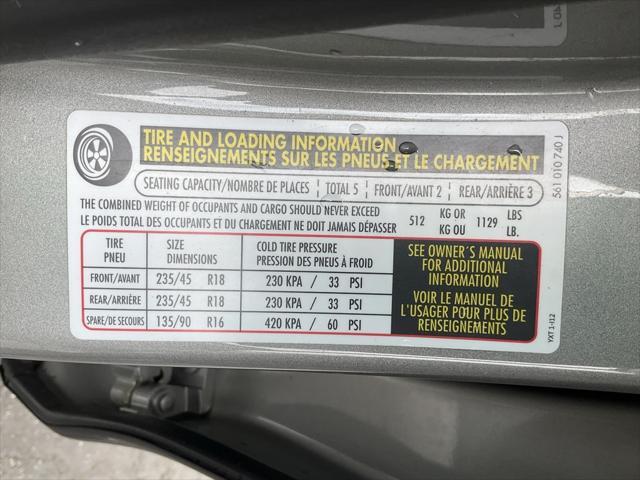 TIRE AND LOADING INFORMATION
RENSEIGNEMENTS SUR LES PNEUS ET LE CHARGEMENT
SEATING CAPACITY/NOMBRE DE PLACES | TOTAL 5 | FRONT/AVANT 2 | REAR/ARRIÈRE 3
THE COMBINED WEIGHT OF OCCUPANTS AND CARGO SHOULD NEVER EXCEED
LE POIDS TOTAL DES OCCUPANTS ET DU CHARGEMENT NE DOIT JAMAIS DÉPASSER
512 KG OR 1129 LBS
KG OU LB.
TIRE SIZE COLD TIRE PRESSURE
PNEU DIMENSIONS PRESSION DES PNEUS À FROID
FRONT/AVANT 235/45 R18 230 KPA / 33 PSI
REAR/ARRIÈRE 235/45 R18 230 KPA / 33 PSI
SPARE/DE SECOURS 135/90 R16 420 KPA / 60 PSI
SEE OWNER'S MANUAL
FOR ADDITIONAL
INFORMATION
VOIR LE MANUEL DE
L'USAGER POUR PLUS DE
RENSEIGNEMENTS
561 010 740 J
YXT 1-I12